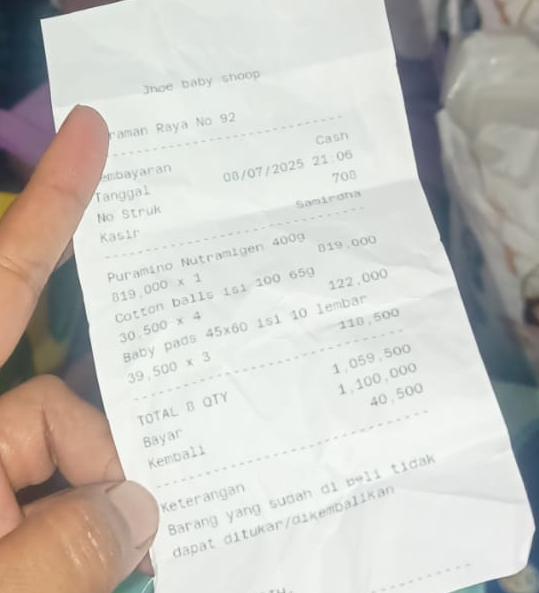 Jhoe baby shoop
raman Raya No 92
embayaran Cash
Tanggal 08/07/2025 21:06
No Struk 708
Kasir Samirdha
Puramino Nutramigen 400g
819,000 x 1 819,000
Cotton balls isi 100 65g
30,500 x 4 122,000
Baby pads 45x60 isi 10 lembar
39,500 x 3 118,500
TOTAL 8 QTY 1,059,500
Bayar 1,100,000
Kembali 40,500
Keterangan
Barang yang sudah di beli tidak
dapat ditukar/dikembalikan